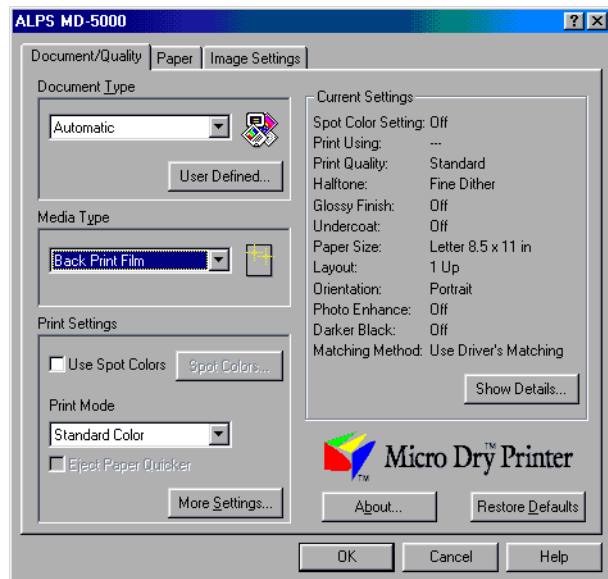 ALPS MD-5000
Document/Quality
Paper
Image Settings
Document Type
Automatic
User Defined...
Media Type
Back Print Film
Print Settings
Use Spot Colors
Spot Colors...
Print Mode
Standard Color
Eject Paper Quicker
More Settings...
Current Settings
Spot Color Setting: Off
Print Using: ---
Print Quality: Standard
Halftone: Fine Dither
Glossy Finish: Off
Undercoat: Off
Paper Size: Letter 8.5 x 11 in
Layout: 1 Up
Orientation: Portrait
Photo Enhance: Off
Darker Black: Off
Matching Method: Use Driver's Matching
Show Details...
TM
Micro Dry™ Printer
About...
Restore Defaults
OK
Cancel
Help